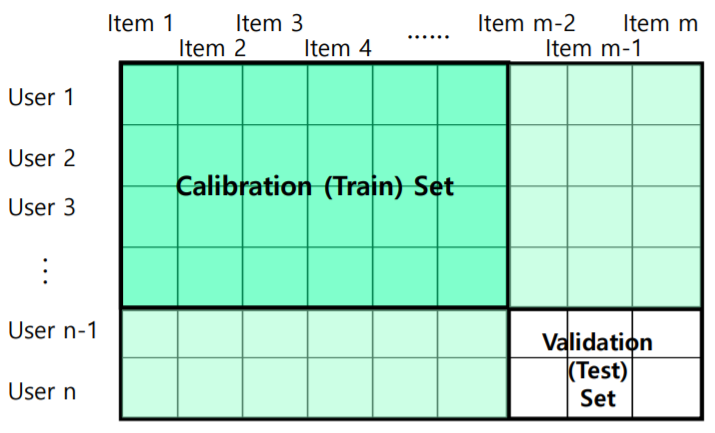 Item 1 Item 3 Item m-2 Item m
Item 2 Item 4 ...... Item m-1
User 1
User 2
Calibration (Train) Set
User 3
⋮
User n-1
Validation
(Test)
User n
Set